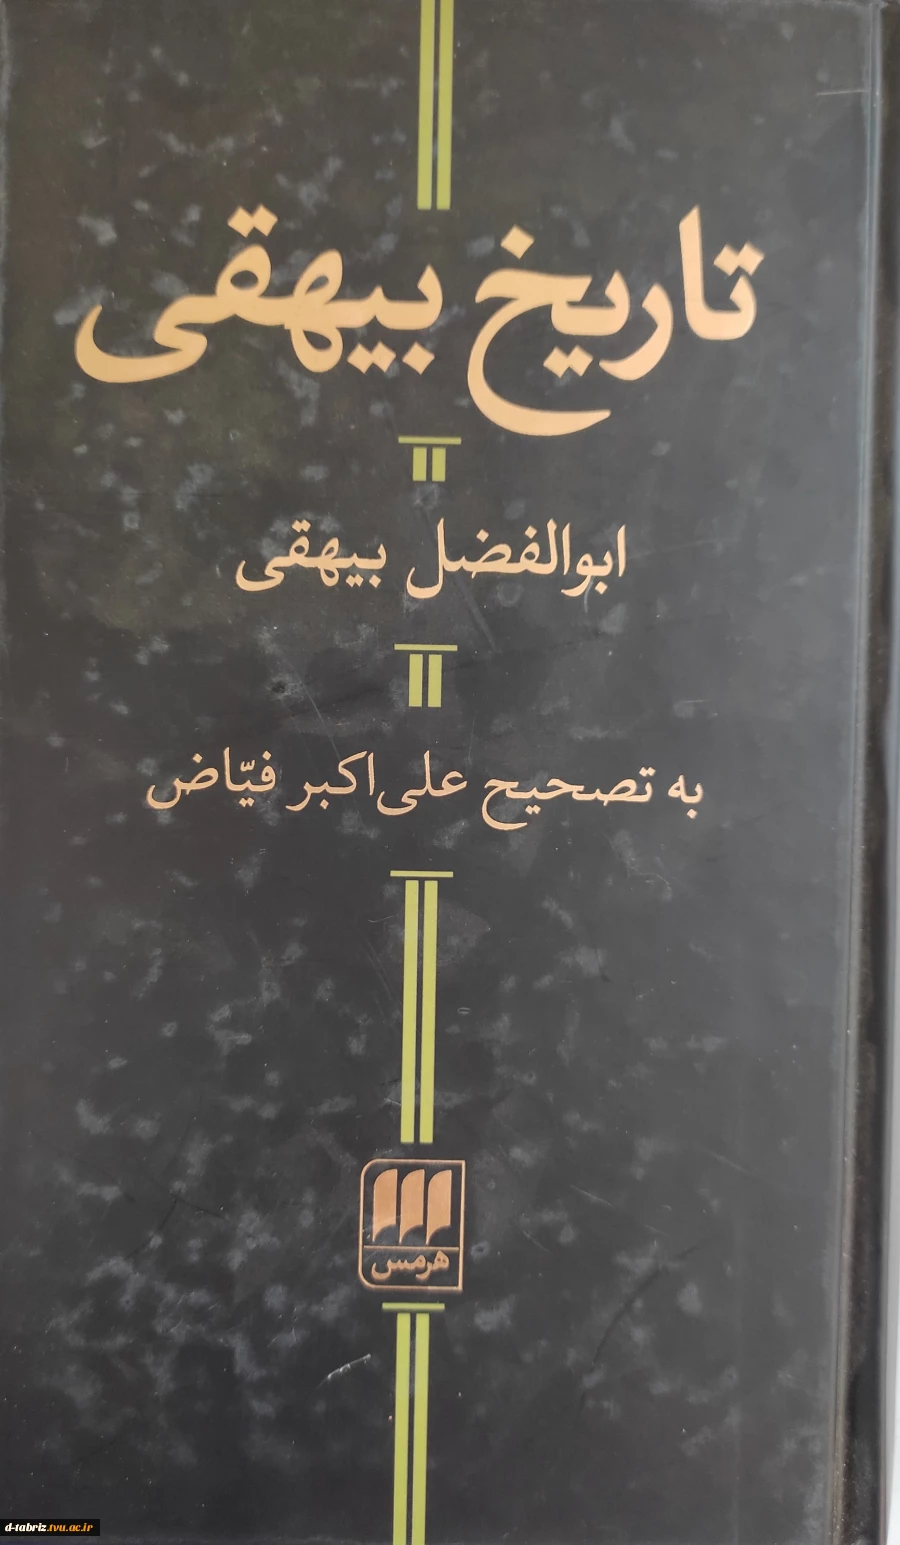 تاریخ بیهقی
ابوالفضل بیهقی
به تصحیح علی‌اکبر فیّاض
هرمس
d-tabriz.tvu.ac.ir